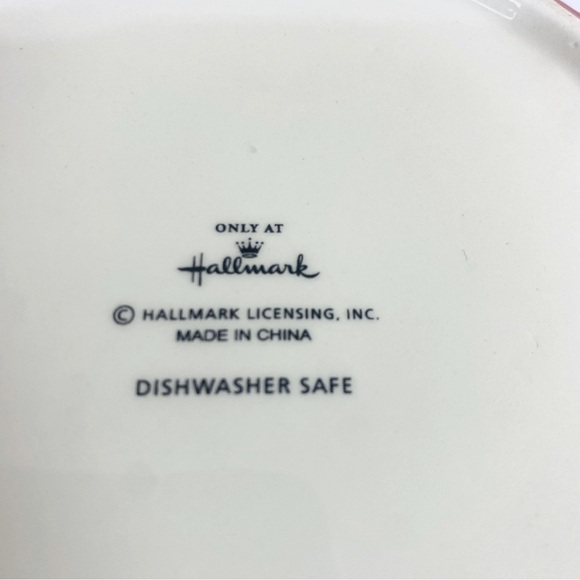 ONLY AT
Hallmark
© HALLMARK LICENSING, INC.
MADE IN CHINA
DISHWASHER SAFE